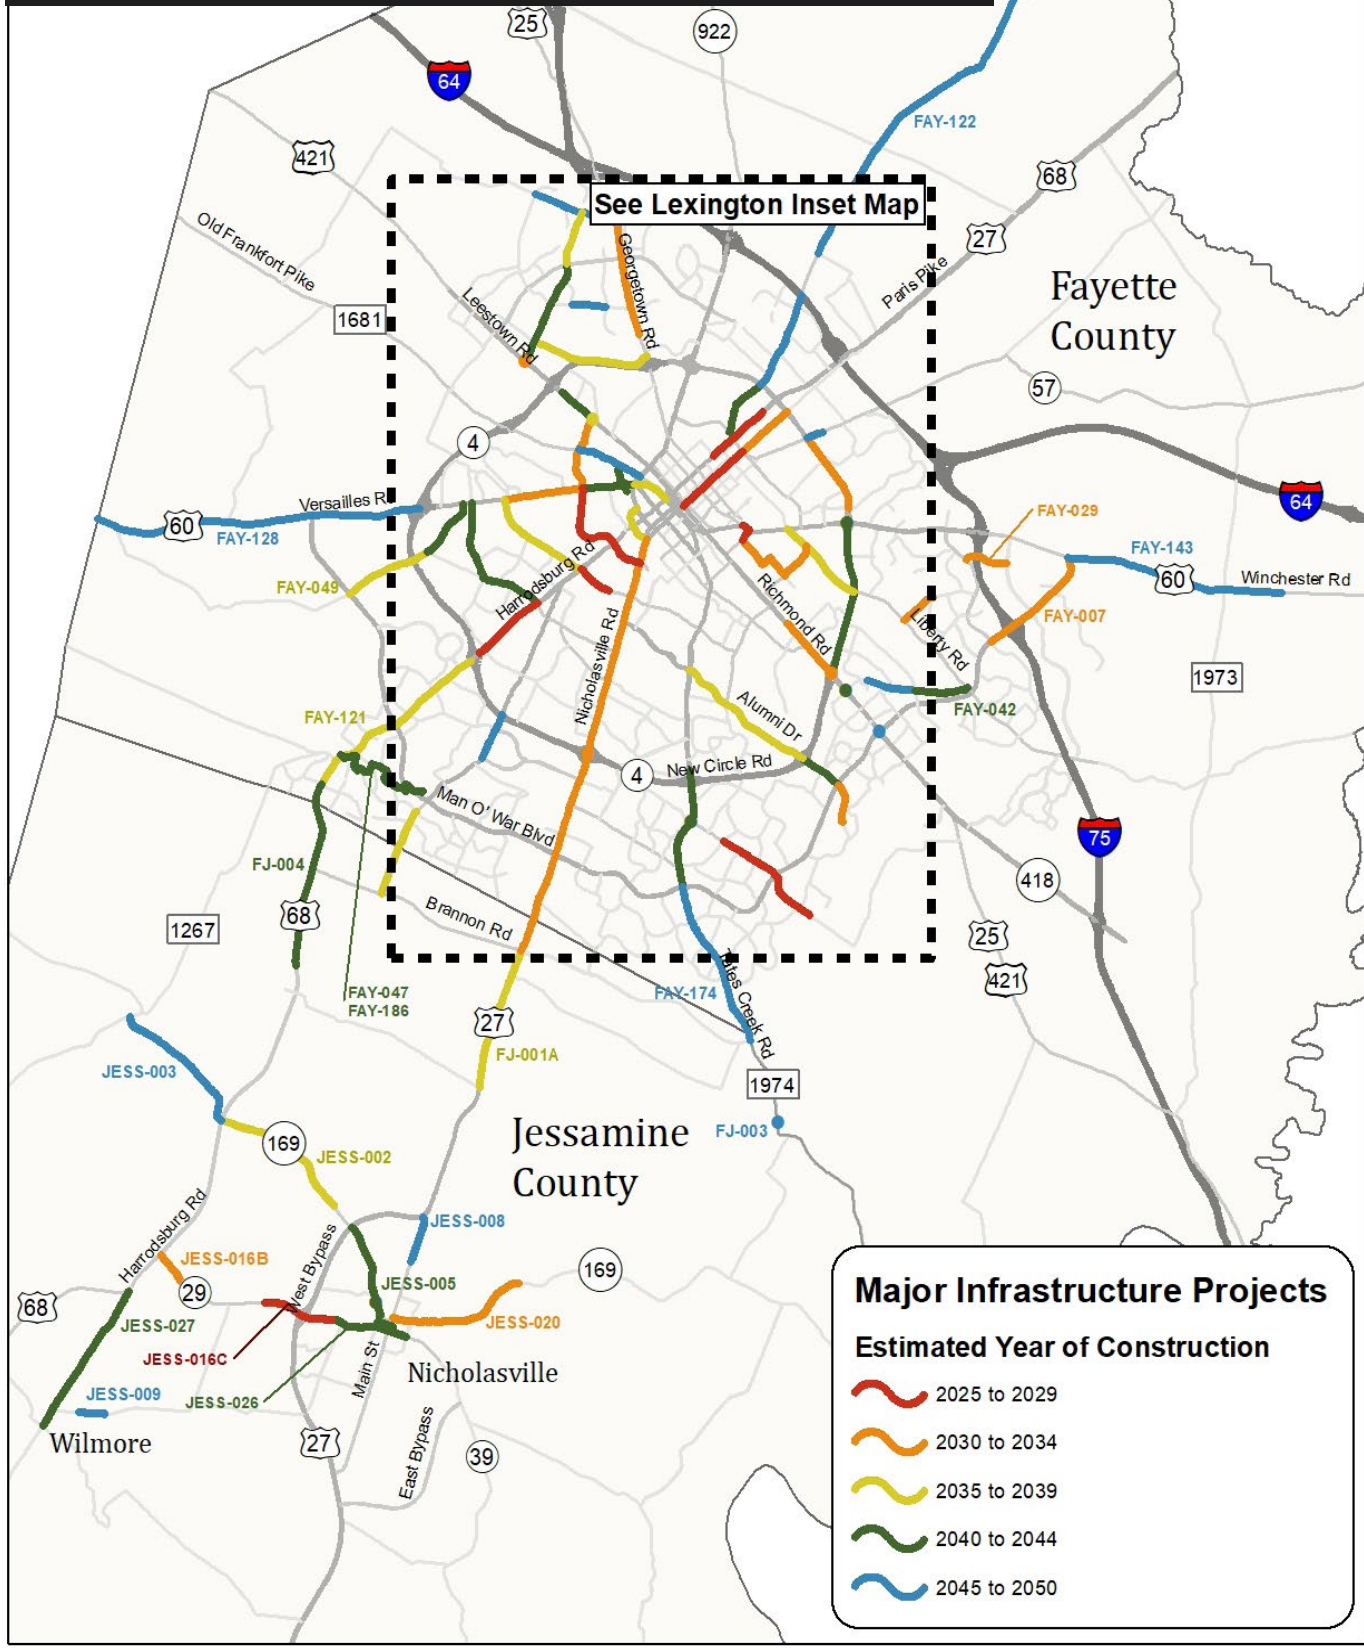 25
922
64
FAY-122
421
68
See Lexington Inset Map
Old Frankfort Pike
27
Georgetown Rd
Paris Pike
Fayette
County
1681
Leestown Rd
57
4
Versailles R
64
60
FAY-128
FAY-029
FAY-143
60
Winchester Rd
FAY-049
Harrodsburg Rd
Richmond Rd
Liberty Rd
FAY-007
Nicholasville Rd
1973
FAY-121
Alumni Dr
FAY-042
4
New Circle Rd
Man O' War Blvd
75
FJ-004
418
68
1267
Brannon Rd
25
421
FAY-047
FAY-186
FAY-174
Tates Creek Rd
27
FJ-001A
JESS-003
1974
Jessamine
County
FJ-003
169
JESS-002
Harrodsburg Rd
West Bypass
JESS-008
JESS-016B
29
JESS-005
169
68
JESS-027
JESS-020
JESS-016C
Main St
Nicholasville
JESS-009
JESS-026
Wilmore
27
East Bypass
39
Major Infrastructure Projects
Estimated Year of Construction
2025 to 2029
2030 to 2034
2035 to 2039
2040 to 2044
2045 to 2050